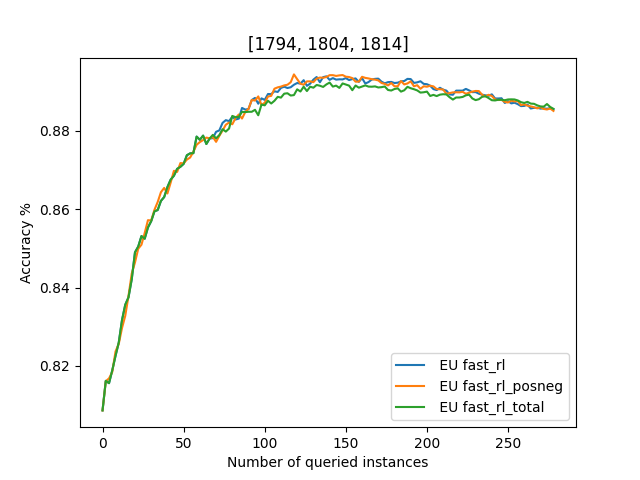 [1794, 1804, 1814]
Accuracy %
0.88
0.86
0.84
0.82
EU fast_rl
EU fast_rl_posneg
EU fast_rl_total
0 50 100 150 200 250
Number of queried instances